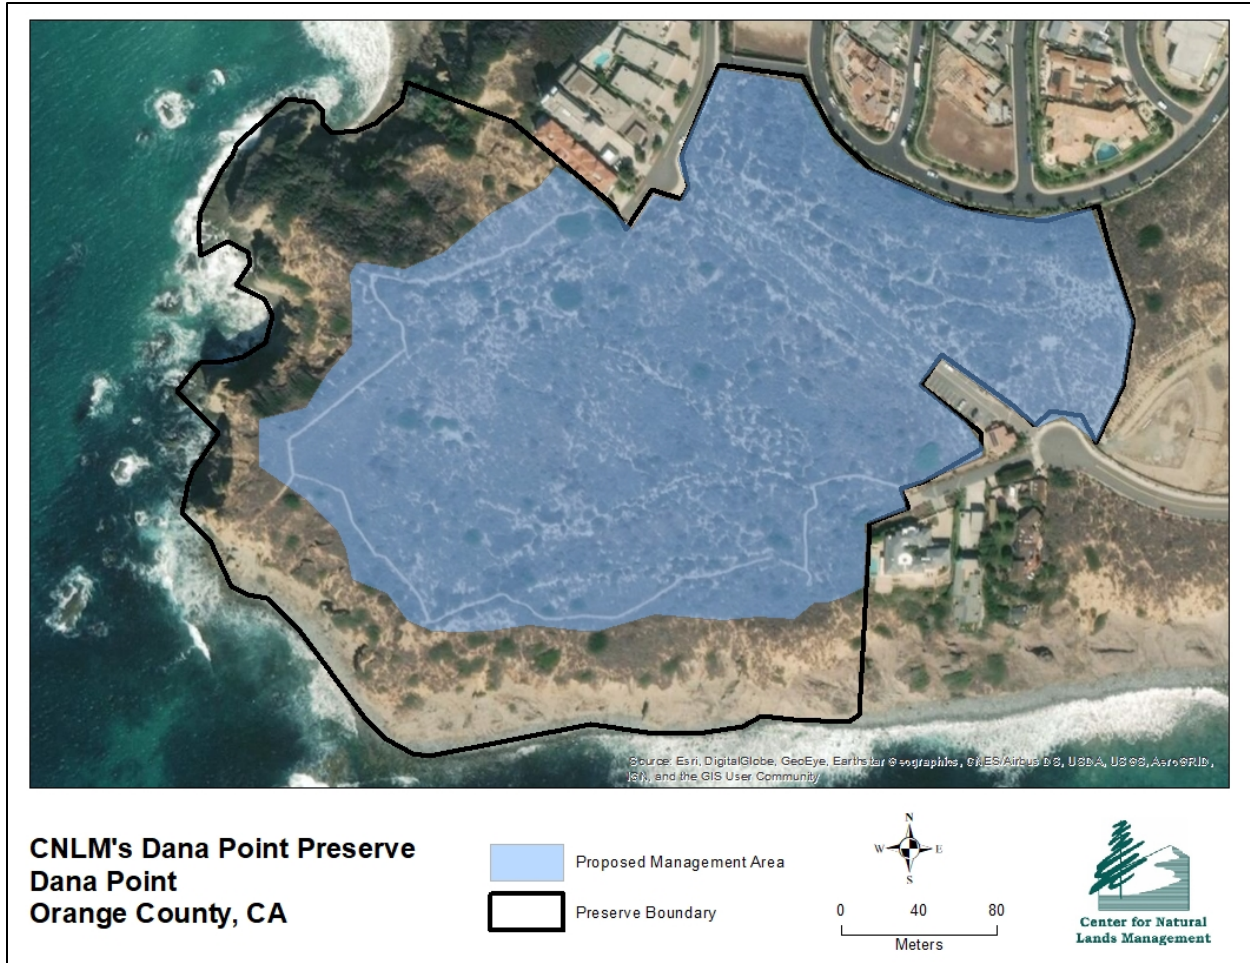 Source: Esri, DigitalGlobe, GeoEye, Earthstar Geographics, CNES/Airbus DS, USDA, USGS, AeroGRID,
IGN, and the GIS User Community
CNLM's Dana Point Preserve
Dana Point
Orange County, CA
Proposed Management Area
Preserve Boundary
N
W
E
S
0 40 80
Meters
Center for Natural
Lands Management